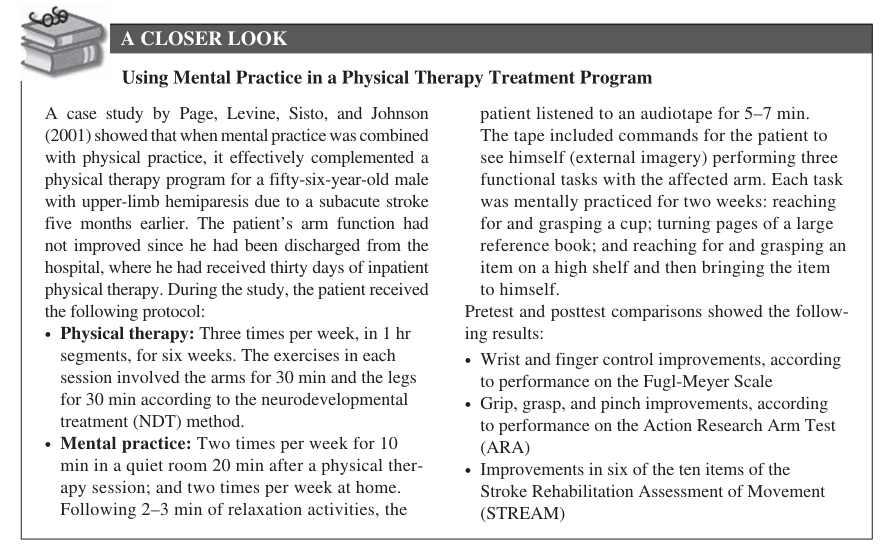 A CLOSER LOOK
Using Mental Practice in a Physical Therapy Treatment Program
A case study by Page, Levine, Sisto, and Johnson
(2001) showed that when mental practice was combined
with physical practice, it effectively complemented a
physical therapy program for a fifty-six-year-old male
with upper-limb hemiparesis due to a subacute stroke
five months earlier. The patient's arm function had
not improved since he had been discharged from the
hospital, where he had received thirty days of inpatient
physical therapy. During the study, the patient received
the following protocol:
• Physical therapy: Three times per week, in 1 hr
segments, for six weeks. The exercises in each
session involved the arms for 30 min and the legs
for 30 min according to the neurodevelopmental
treatment (NDT) method.
• Mental practice: Two times per week for 10
min in a quiet room 20 min after a physical ther-
apy session; and two times per week at home.
Following 2–3 min of relaxation activities, the
patient listened to an audiotape for 5–7 min.
The tape included commands for the patient to
see himself (external imagery) performing three
functional tasks with the affected arm. Each task
was mentally practiced for two weeks: reaching
for and grasping a cup; turning pages of a large
reference book; and reaching for and grasping an
item on a high shelf and then bringing the item
to himself.
Pretest and posttest comparisons showed the follow-
ing results:
• Wrist and finger control improvements, according
to performance on the Fugl-Meyer Scale
• Grip, grasp, and pinch improvements, according
to performance on the Action Research Arm Test
(ARA)
• Improvements in six of the ten items of the
Stroke Rehabilitation Assessment of Movement
(STREAM)